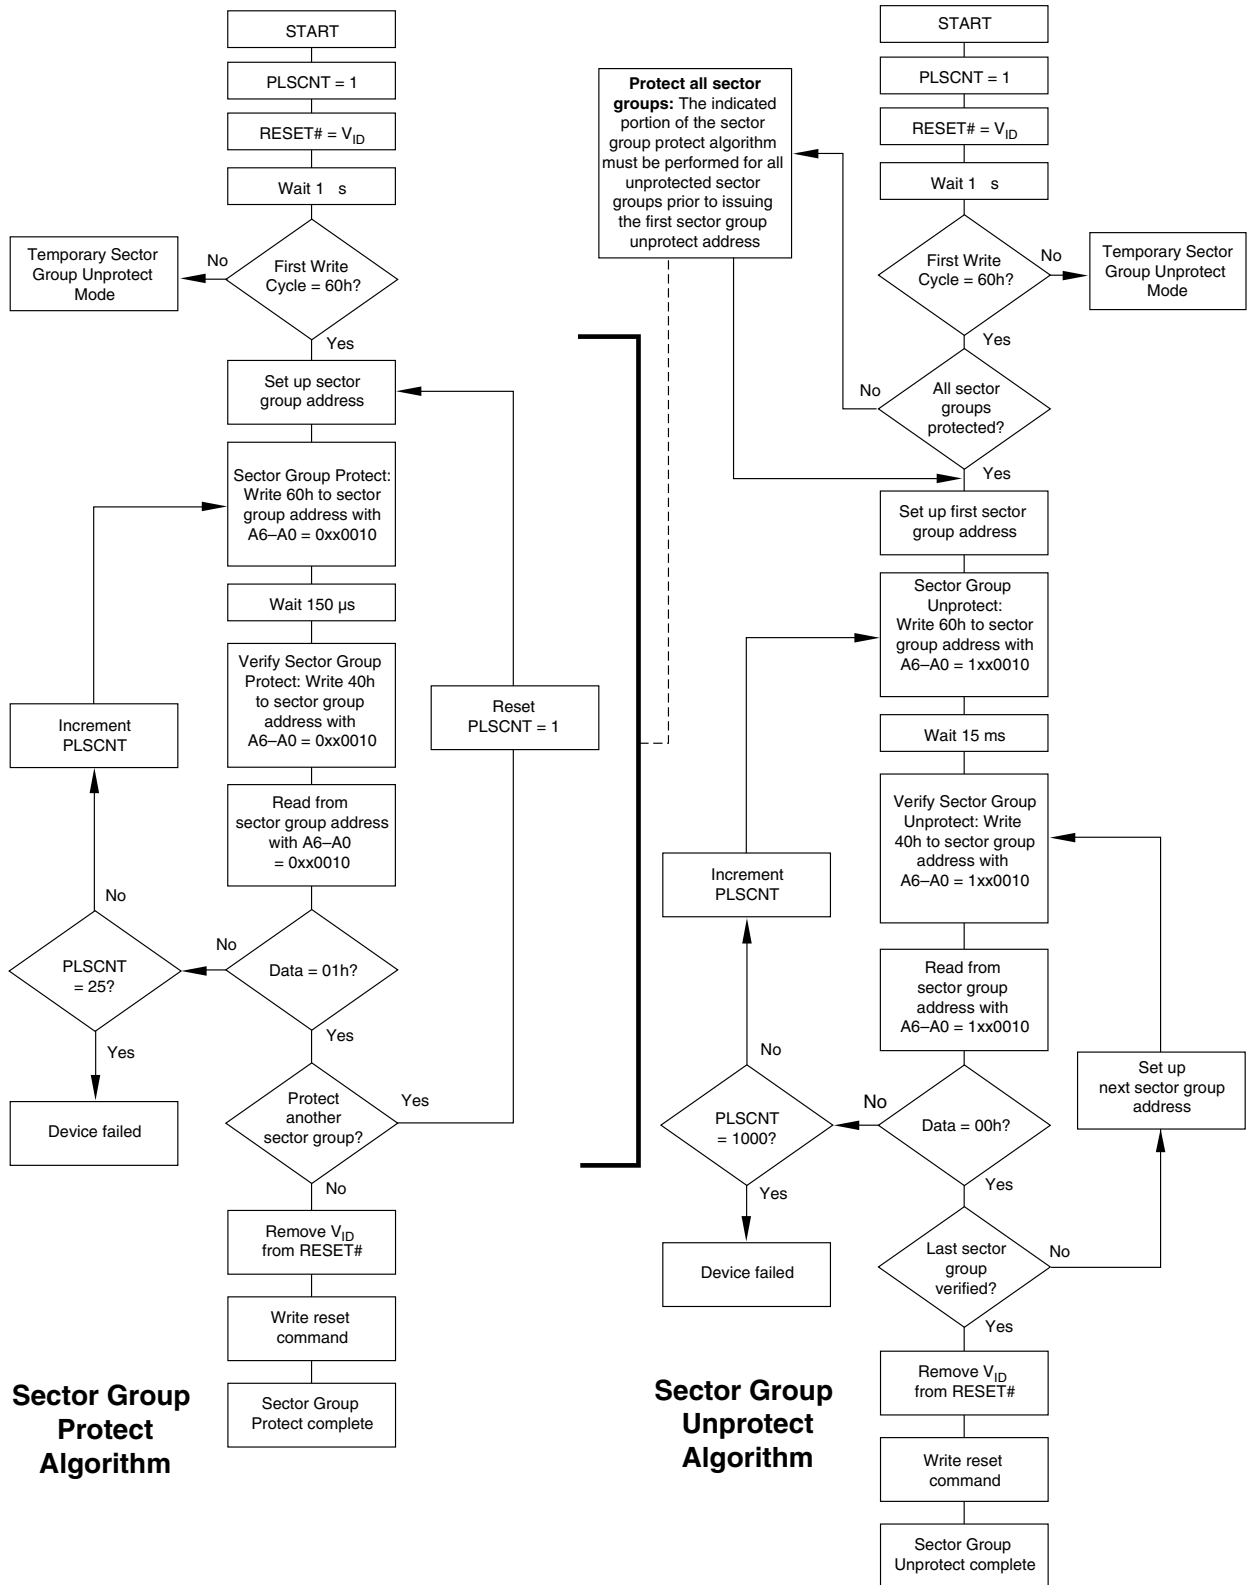 START
PLSCNT = 1
RESET# = VID
Wait 1 s
First Write
Cycle = 60h?
No
Temporary Sector
Group Unprotect
Mode
Yes
Set up sector
group address
Sector Group Protect:
Write 60h to sector
group address with
A6–A0 = 0xx0010
Wait 150 µs
Verify Sector Group
Protect: Write 40h
to sector group
address with
A6–A0 = 0xx0010
Reset
PLSCNT = 1
Increment
PLSCNT
Read from
sector group address
with A6–A0
= 0xx0010
No
No
PLSCNT
= 25?
Data = 01h?
Yes
Yes
Device failed
Protect
another
sector group?
Yes
No
Remove VID
from RESET#
Write reset
command
Sector Group
Protect complete
Sector Group
Protect
Algorithm
START
PLSCNT = 1
RESET# = VID
Wait 1 s
Protect all sector
groups: The indicated
portion of the sector
group protect algorithm
must be performed for all
unprotected sector
groups prior to issuing
the first sector group
unprotect address
First Write
Cycle = 60h?
No
Temporary Sector
Group Unprotect
Mode
Yes
No
All sector
groups
protected?
Yes
Set up first sector
group address
Sector Group
Unprotect:
Write 60h to sector
group address with
A6–A0 = 1xx0010
Wait 15 ms
Verify Sector Group
Unprotect: Write
40h to sector group
address with
A6–A0 = 1xx0010
Increment
PLSCNT
Read from
sector group
address with
A6–A0 = 1xx0010
No
Set up
next sector group
address
No
PLSCNT
= 1000?
Data = 00h?
Yes
Yes
Device failed
Last sector
group
verified?
No
Yes
Remove VID
from RESET#
Write reset
command
Sector Group
Unprotect complete
Sector Group
Unprotect
Algorithm